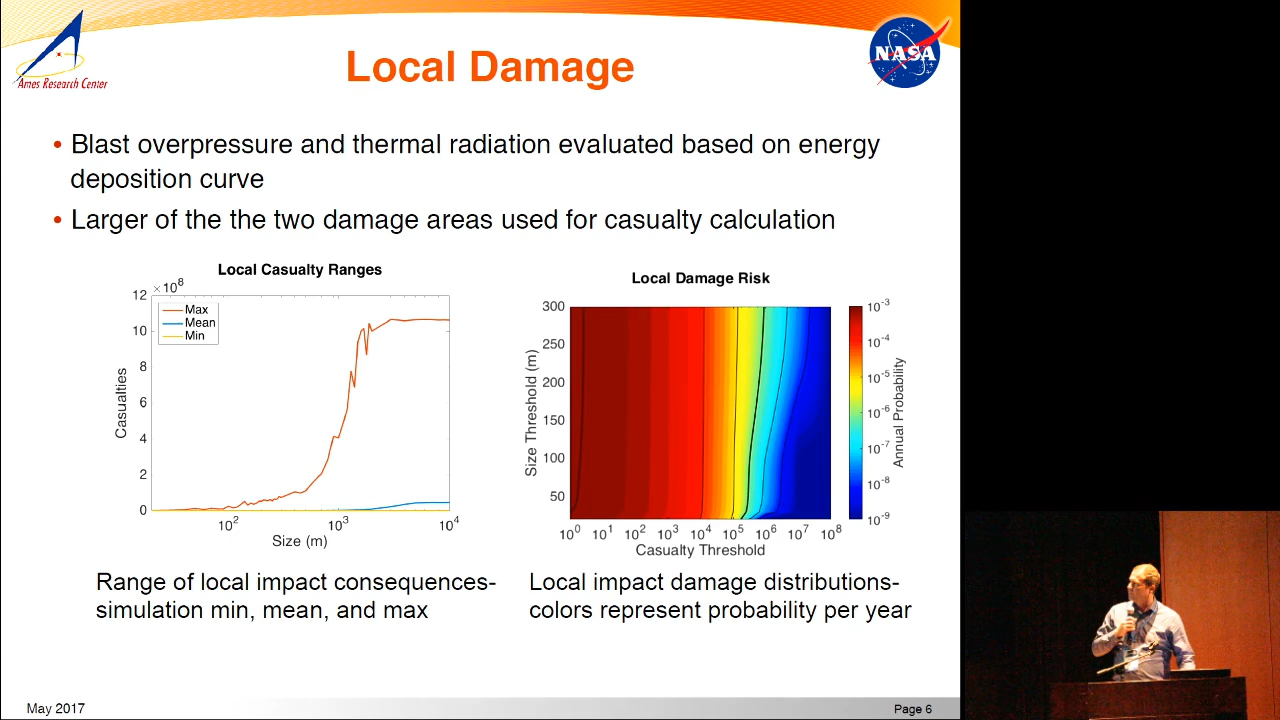 Local Damage
NASA
Ames Research Center
• Blast overpressure and thermal radiation evaluated based on energy
deposition curve
• Larger of the the two damage areas used for casualty calculation
Local Casualty Ranges
×10⁸
12
10
8
6
4
2
0
Casualties
Max
Mean
Min
10² 10³ 10⁴
Size (m)
Local Damage Risk
300
250
200
150
100
50
Size Threshold (m)
10⁰ 10¹ 10² 10³ 10⁴ 10⁵ 10⁶ 10⁷ 10⁸
Casualty Threshold
10⁻³
10⁻⁴
10⁻⁵
10⁻⁶
10⁻⁷
10⁻⁸
10⁻⁹
Annual Probability
Range of local impact consequences-
simulation min, mean, and max
Local impact damage distributions-
colors represent probability per year
May 2017
Page 6